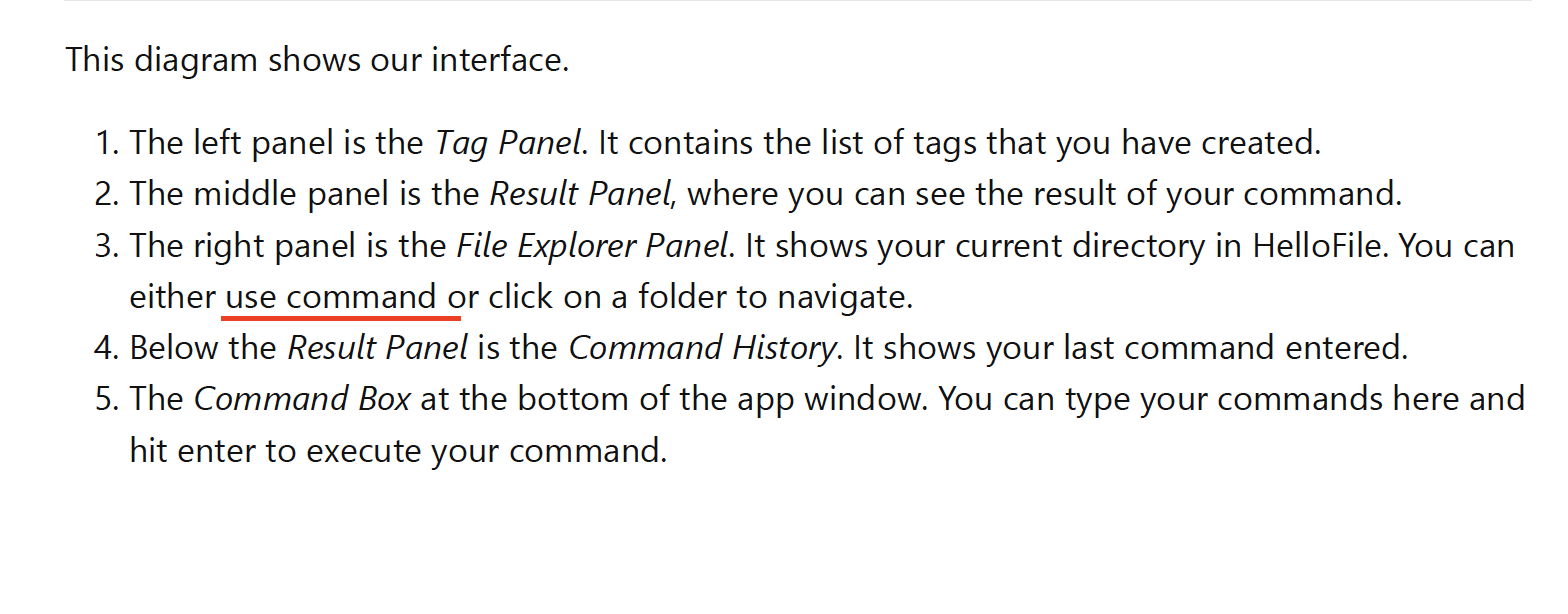 This diagram shows our interface.
1. The left panel is the Tag Panel. It contains the list of tags that you have created.
2. The middle panel is the Result Panel, where you can see the result of your command.
3. The right panel is the File Explorer Panel. It shows your current directory in HelloFile. You can
either use command or click on a folder to navigate.
4. Below the Result Panel is the Command History. It shows your last command entered.
5. The Command Box at the bottom of the app window. You can type your commands here and
hit enter to execute your command.